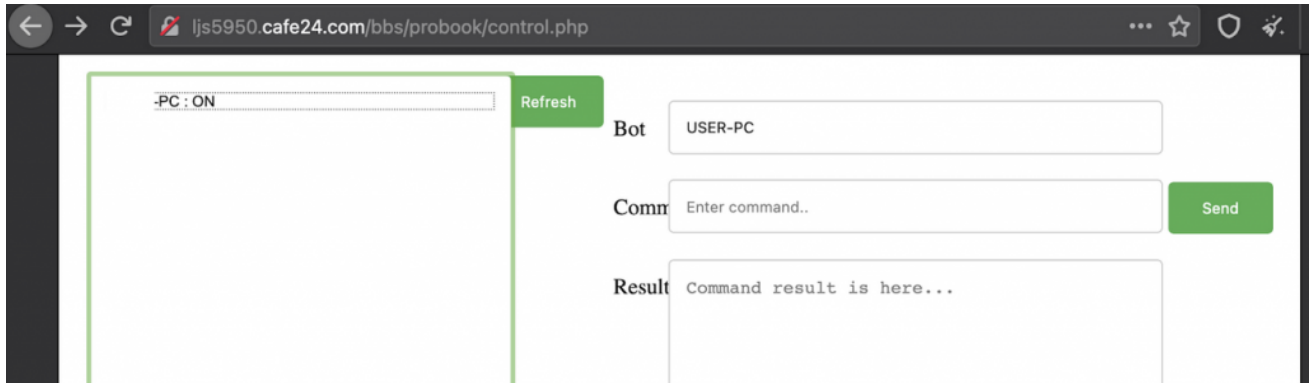 ljs5950.cafe24.com/bbs/probook/control.php
-PC : ON
Refresh
Bot
USER-PC
Comm
Enter command..
Send
Result
Command result is here...